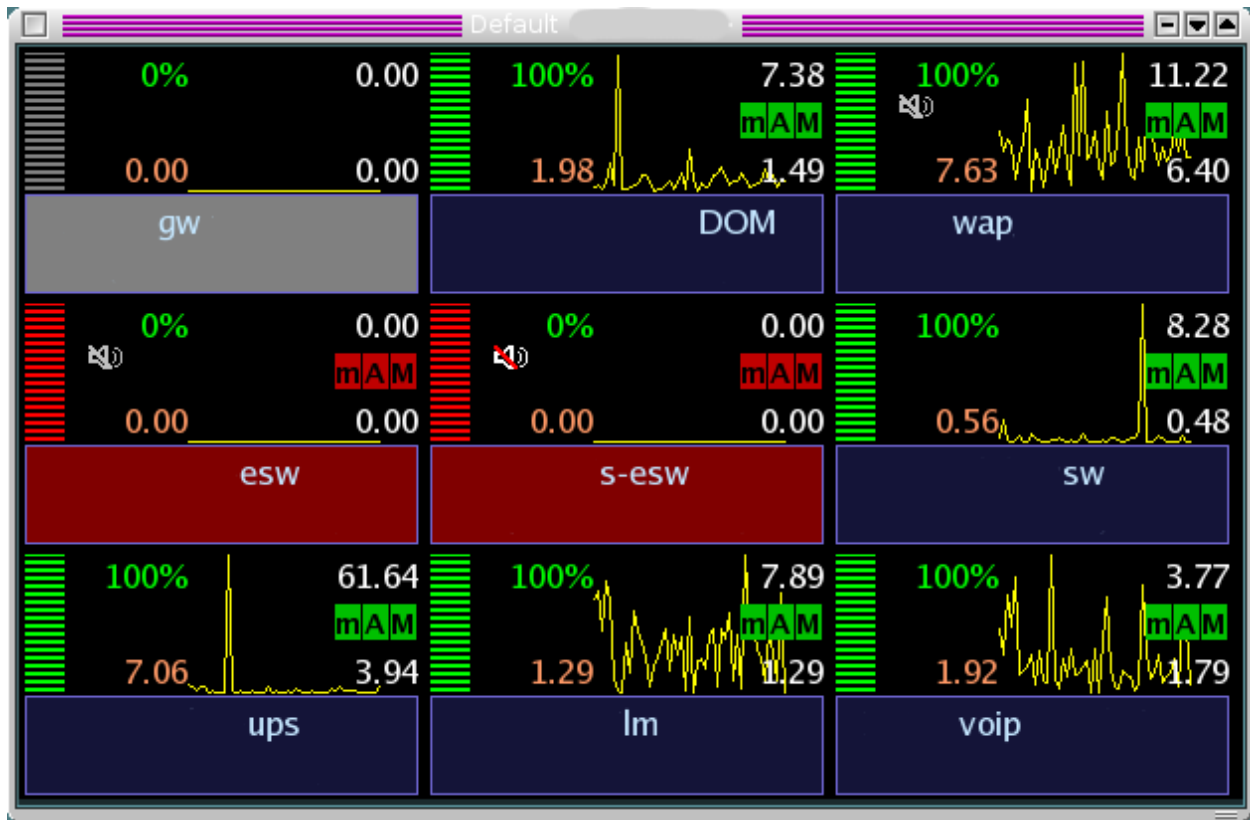 Default
0% 0.00
0.00 0.00
gw
100% 7.38
mAM
1.98 1.49
DOM
100% 11.22
mAM
7.63 6.40
wap
0% 0.00
mAM
0.00 0.00
esw
0% 0.00
mAM
0.00 0.00
s-esw
100% 8.28
mAM
0.56 0.48
sw
100% 61.64
mAM
7.06 3.94
ups
100% 7.89
mAM
1.29 1.29
lm
100% 3.77
mAM
1.92 1.79
voip